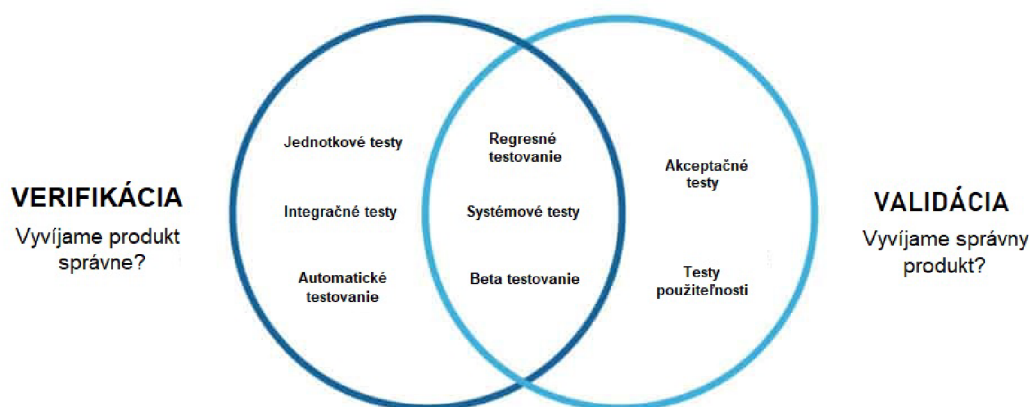 VERIFIKÁCIA
Vyvíjame produkt
správne?
Jednotkové testy
Integračné testy
Automatické
testovanie
Regresné
testovanie
Systémové testy
Beta testovanie
Akceptačné
testy
Testy
použiteľnosti
VALIDÁCIA
Vyvíjame správny
produkt?